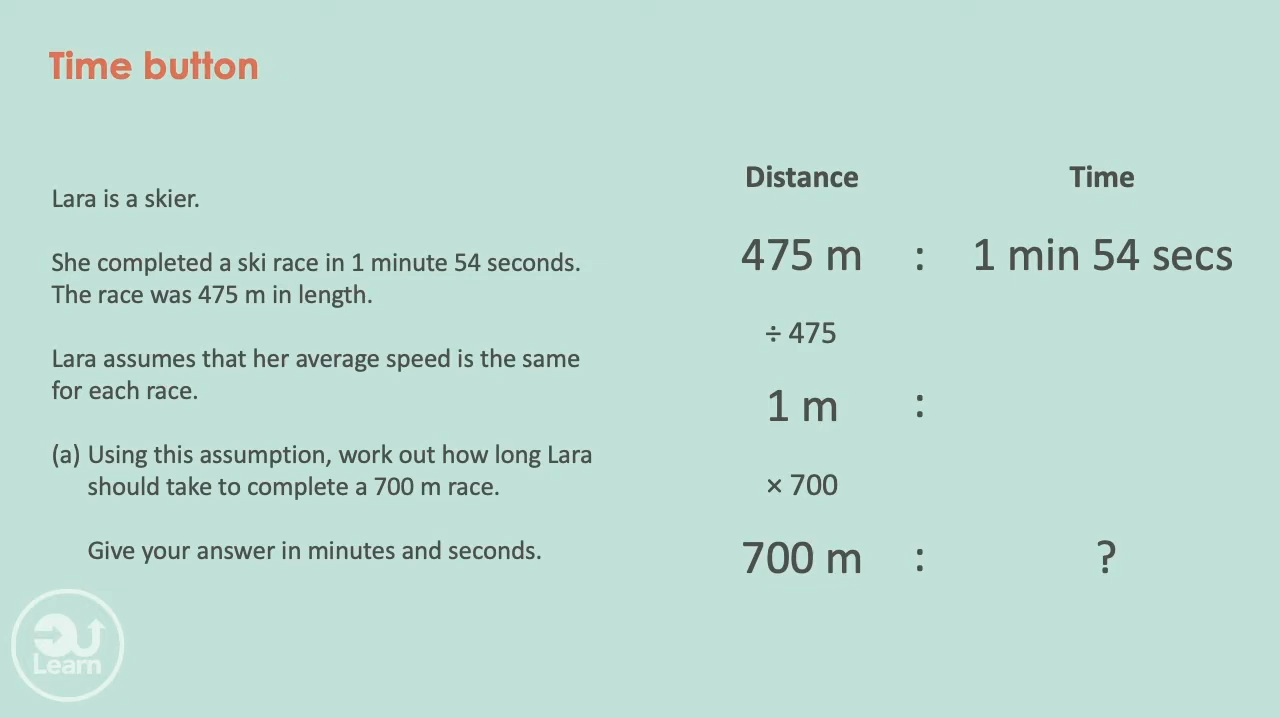 Time button
Lara is a skier.
She completed a ski race in 1 minute 54 seconds.
The race was 475 m in length.
Lara assumes that her average speed is the same
for each race.
(a) Using this assumption, work out how long Lara
should take to complete a 700 m race.
Give your answer in minutes and seconds.
Distance Time
475 m : 1 min 54 secs
÷ 475
1 m :
× 700
700 m : ?
Learn